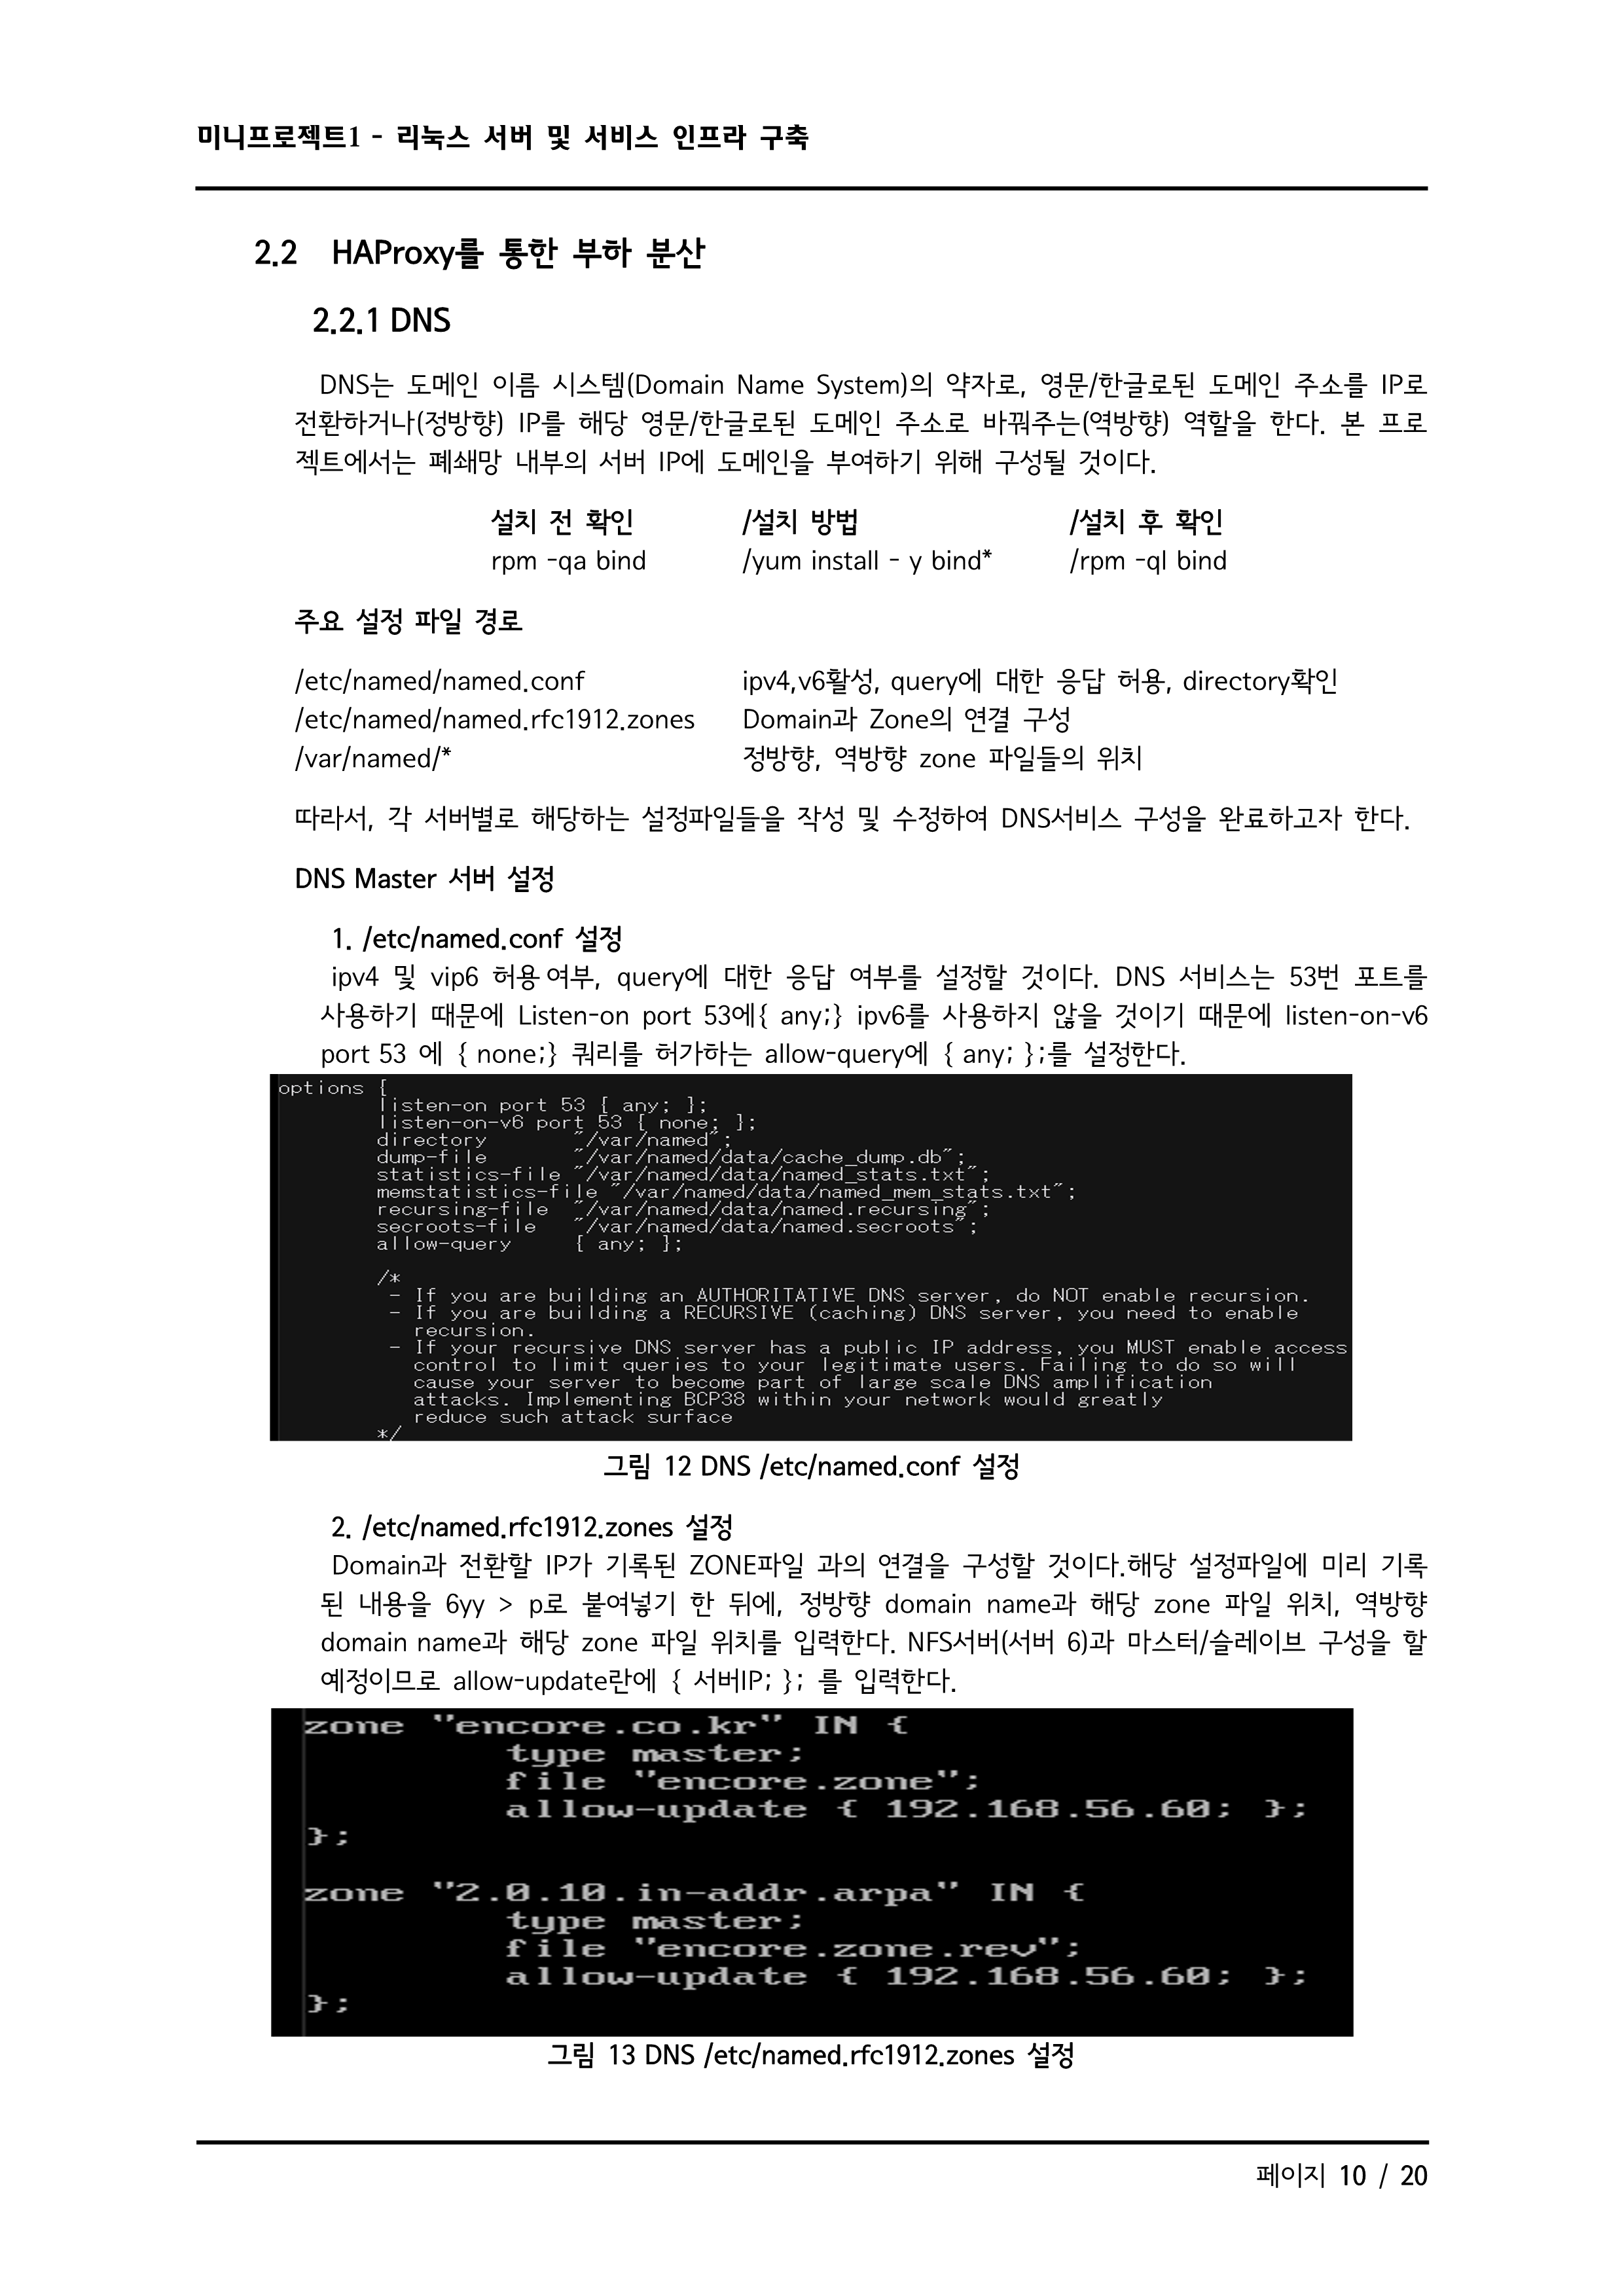 미니프로젝트1 - 리눅스 서버 및 서비스 인프라 구축
2.2 HAProxy를 통한 부하 분산
2.2.1 DNS
DNS는 도메인 이름 시스템(Domain Name System)의 약자로, 영문/한글로된 도메인 주소를 IP로
전환하거나(정방향) IP를 해당 영문/한글로된 도메인 주소로 바꿔주는(역방향) 역할을 한다. 본 프로
젝트에서는 폐쇄망 내부의 서버 IP에 도메인을 부여하기 위해 구성될 것이다.
설치 전 확인 /설치 방법 /설치 후 확인
rpm -qa bind /yum install - y bind* /rpm -ql bind
주요 설정 파일 경로
/etc/named/named.conf ipv4,v6활성, query에 대한 응답 허용, directory확인
/etc/named/named.rfc1912.zones Domain과 Zone의 연결 구성
/var/named/* 정방향, 역방향 zone 파일들의 위치
따라서, 각 서버별로 해당하는 설정파일들을 작성 및 수정하여 DNS서비스 구성을 완료하고자 한다.
DNS Master 서버 설정
1. /etc/named.conf 설정
ipv4 및 vip6 허용여부, query에 대한 응답 여부를 설정할 것이다. DNS 서비스는 53번 포트를
사용하기 때문에 Listen-on port 53에{ any;} ipv6를 사용하지 않을 것이기 때문에 listen-on-v6
port 53 에 { none;} 쿼리를 허가하는 allow-query에 { any; };를 설정한다.
options {
listen-on port 53 { any; };
listen-on-v6 port 53 { none; };
directory "/var/named";
dump-file "/var/named/data/cache_dump.db";
statistics-file "/var/named/data/named_stats.txt";
memstatistics-file "/var/named/data/named_mem_stats.txt";
recursing-file "/var/named/data/named.recursing";
secroots-file "/var/named/data/named.secroots";
allow-query { any; };
/*
- If you are building an AUTHORITATIVE DNS server, do NOT enable recursion.
- If you are building a RECURSIVE (caching) DNS server, you need to enable
recursion.
- If your recursive DNS server has a public IP address, you MUST enable access
control to limit queries to your legitimate users. Failing to do so will
cause your server to become part of large scale DNS amplification
attacks. Implementing BCP38 within your network would greatly
reduce such attack surface
*/
그림 12 DNS /etc/named.conf 설정
2. /etc/named.rfc1912.zones 설정
Domain과 전환할 IP가 기록된 ZONE파일 과의 연결을 구성할 것이다.해당 설정파일에 미리 기록
된 내용을 6yy > p로 붙여넣기 한 뒤에, 정방향 domain name과 해당 zone 파일 위치, 역방향
domain name과 해당 zone 파일 위치를 입력한다. NFS서버(서버 6)과 마스터/슬레이브 구성을 할
예정이므로 allow-update란에 { 서버IP; }; 를 입력한다.
zone "encore.co.kr" IN {
type master;
file "encore.zone";
allow-update { 192.168.56.60; };
};
zone "2.0.10.in-addr.arpa" IN {
type master;
file "encore.zone.rev";
allow-update { 192.168.56.60; };
};
그림 13 DNS /etc/named.rfc1912.zones 설정
페이지 10 / 20